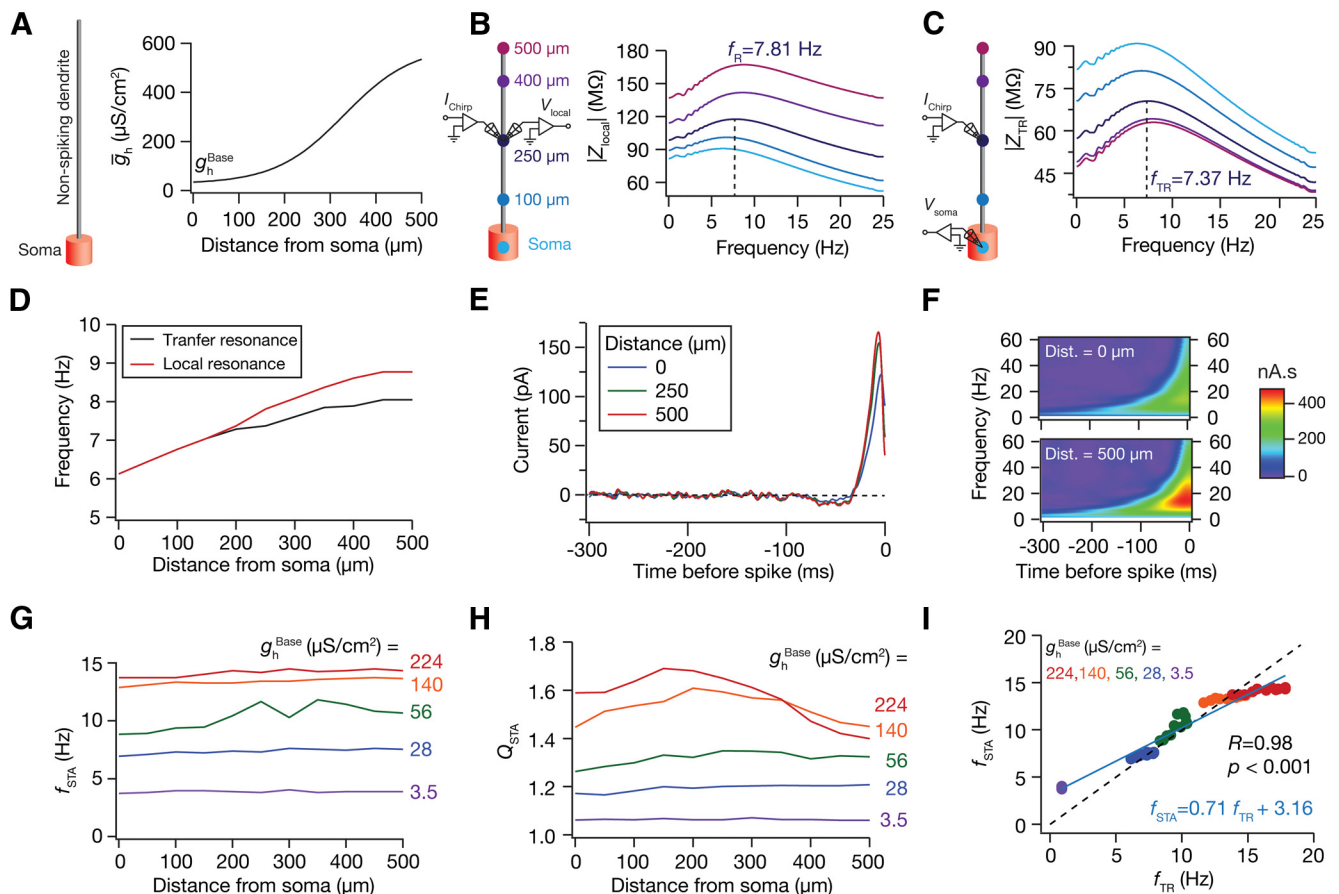 A
Non-spiking dendrite
Soma
ḡh (µS/cm²)
600
400
200
0
ghBase
0 100 200 300 400 500
Distance from soma (µm)
B
500 µm
400 µm
250 µm
100 µm
Soma
IChirp
Vlocal
|Zlocal| (MΩ)
180
150
120
90
60
fR=7.81 Hz
0 5 10 15 20 25
Frequency (Hz)
C
IChirp
Vsoma
|ZTR| (MΩ)
90
75
60
45
fTR=7.37 Hz
0 5 10 15 20 25
Frequency (Hz)
D
Frequency (Hz)
10
9
8
7
6
5
Tranfer resonance
Local resonance
0 100 200 300 400 500
Distance from soma (µm)
E
Current (pA)
150
100
50
0
Distance (µm)
0
250
500
-300 -200 -100 0
Time before spike (ms)
F
Frequency (Hz)
60
40
20
0
Dist. = 0 µm
60
40
20
0
60
40
20
0
Dist. = 500 µm
60
40
20
0
-300 -200 -100 0
Time before spike (ms)
nA.s
400
200
0
G
fSTA (Hz)
15
10
5
0
ghBase (µS/cm²) =
224
140
56
28
3.5
0 100 200 300 400 500
Distance from soma (µm)
H
QSTA
1.8
1.6
1.4
1.2
1.0
ghBase (µS/cm²) =
224
140
56
28
3.5
0 100 200 300 400 500
Distance from soma (µm)
I
fSTA (Hz)
20
15
10
5
0
ghBase (µS/cm²) =
224,140, 56, 28, 3.5
R=0.98
p < 0.001
fSTA=0.71 fTR + 3.16
0 5 10 15 20
fTR (Hz)